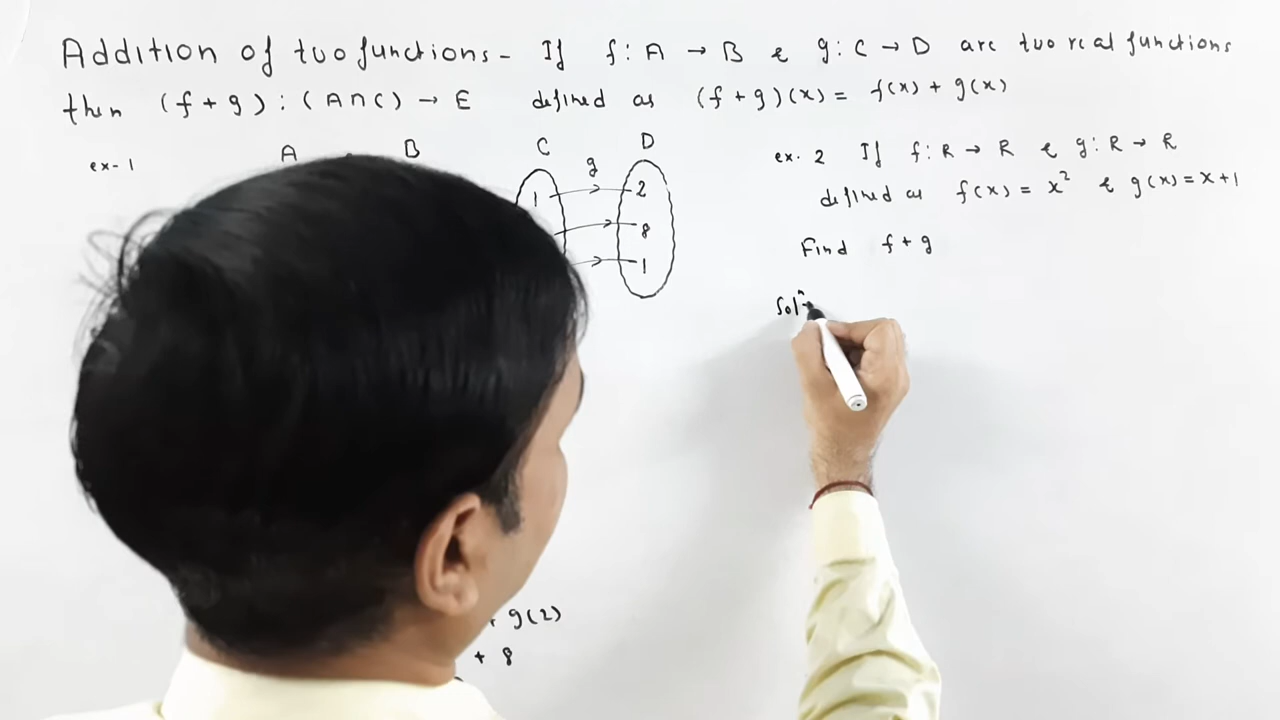 Addition of two functions - If f : A → B & g : C → D are two real functions
then (f + g) : (A ∩ C) → E defined as (f + g)(x) = f(x) + g(x)
ex- 1
A B
C D
g
1 2
8
1
g(2)
+ 8
ex. 2 If f : R → R & g : R → R
defined as f(x) = x² & g(x) = x + 1
Find f + g
Solⁿ